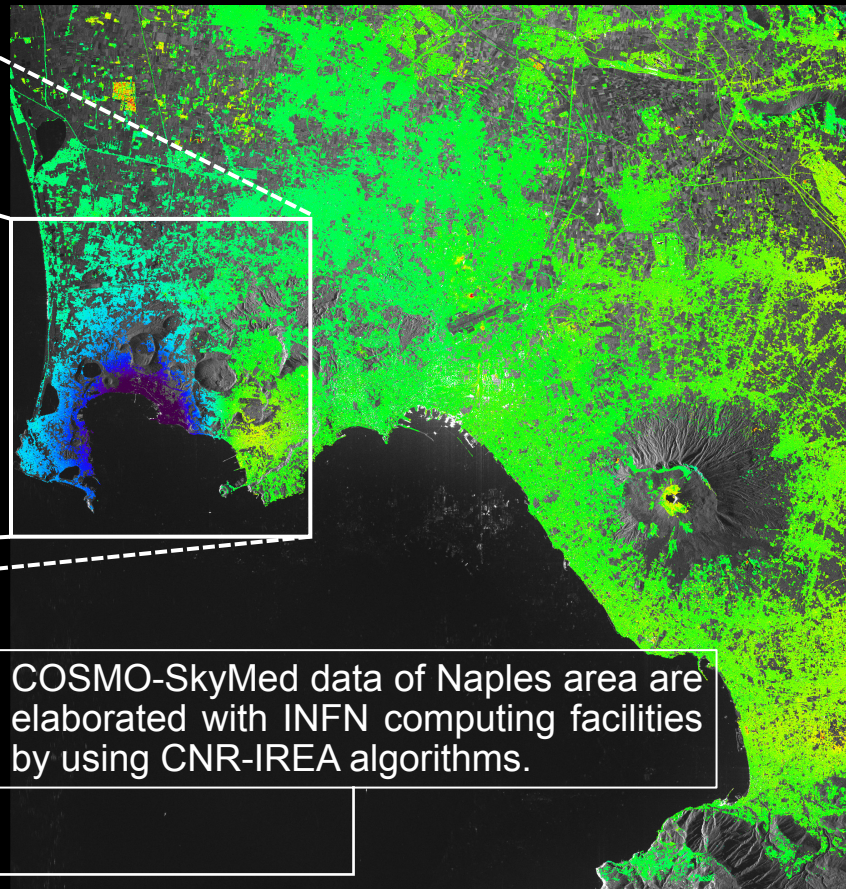 COSMO-SkyMed data of Naples area are
elaborated with INFN computing facilities
by using CNR-IREA algorithms.